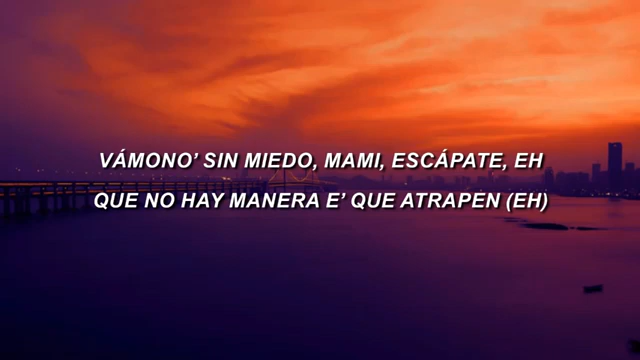 VÁMONO’ SIN MIEDO, MAMI, ESCÁPATE, EH
QUE NO HAY MANERA E’ QUE ATRAPEN (EH)